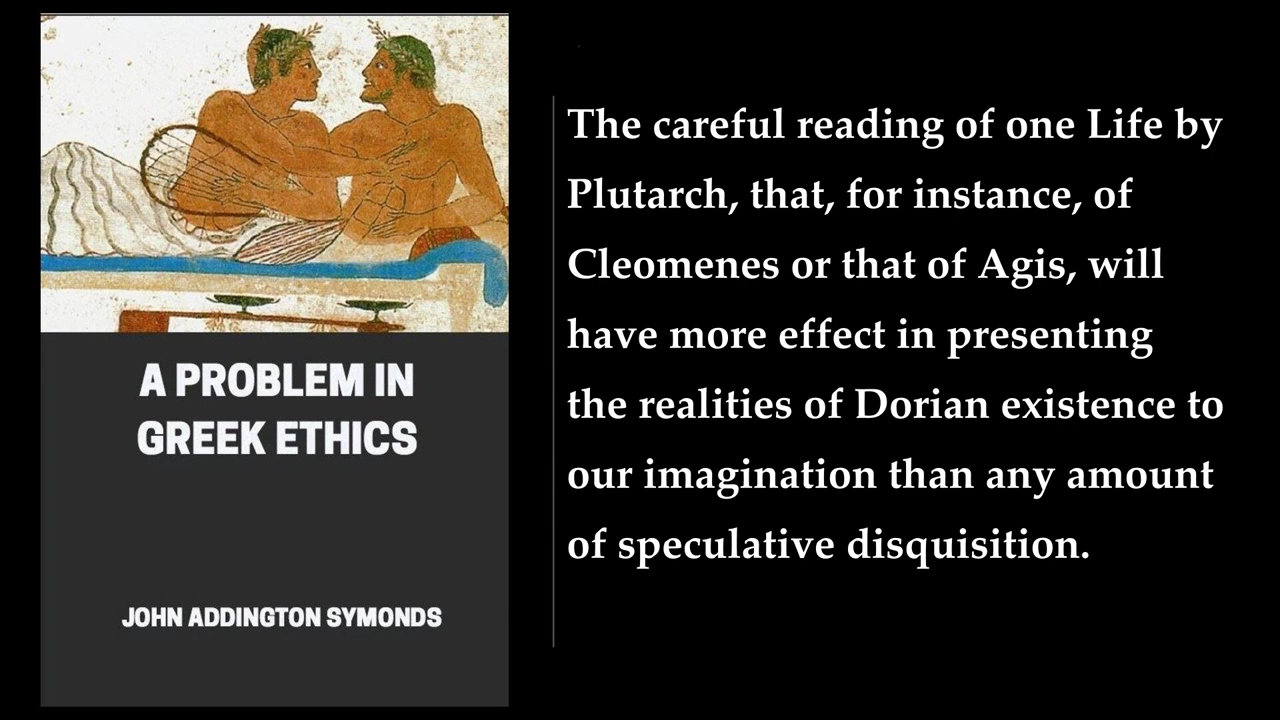 A PROBLEM IN
GREEK ETHICS
JOHN ADDINGTON SYMONDS
The careful reading of one Life by
Plutarch, that, for instance, of
Cleomenes or that of Agis, will
have more effect in presenting
the realities of Dorian existence to
our imagination than any amount
of speculative disquisition.